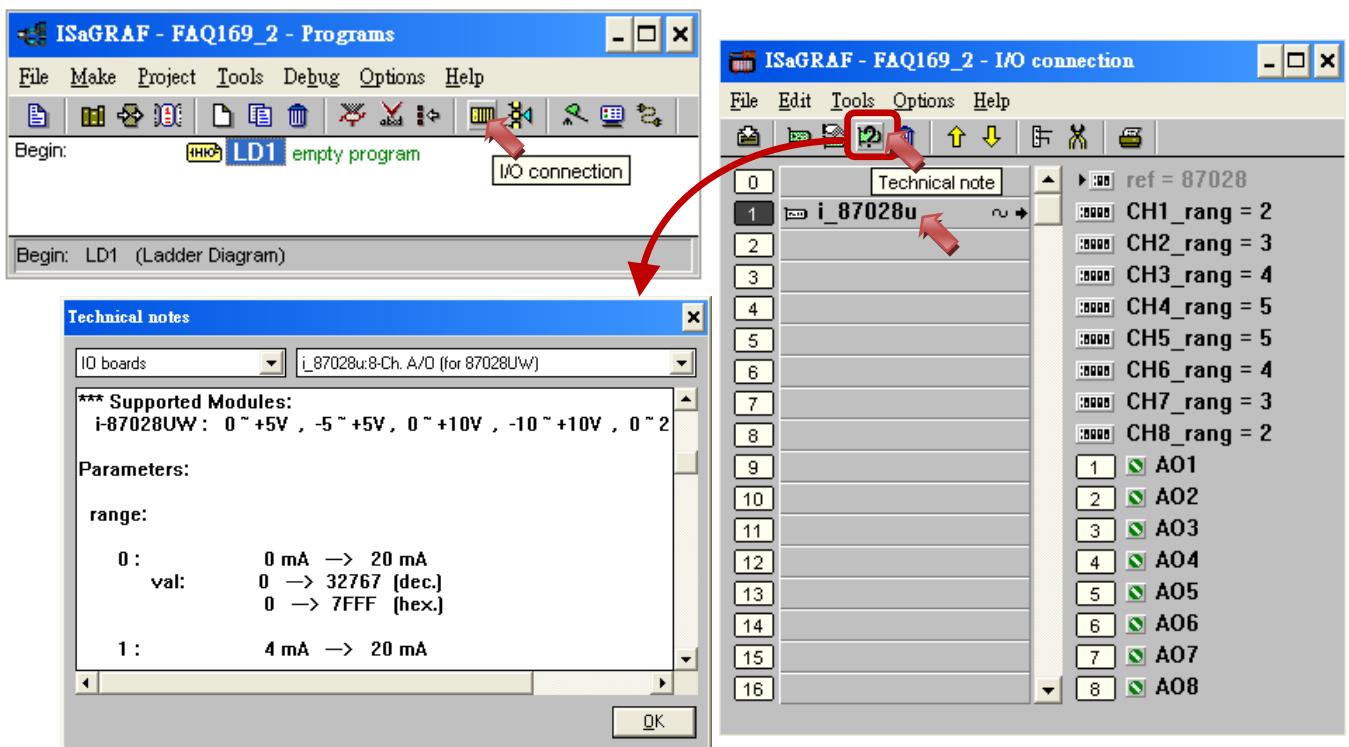 ISaGRAF - FAQ169_2 - Programs
File Make Project Tools Debug Options Help
Begin: LD1 empty program
I/O connection
Begin: LD1 (Ladder Diagram)
ISaGRAF - FAQ169_2 - I/O connection
File Edit Tools Options Help
Technical note
0
1 i_87028u
2
3
4
5
6
7
8
9
10
11
12
13
14
15
16
ref = 87028
CH1_rang = 2
CH2_rang = 3
CH3_rang = 4
CH4_rang = 5
CH5_rang = 5
CH6_rang = 4
CH7_rang = 3
CH8_rang = 2
1 AO1
2 AO2
3 AO3
4 AO4
5 AO5
6 AO6
7 AO7
8 AO8
Technical notes
IO boards i_87028u:8-Ch. A/O (for 87028UW)
*** Supported Modules:
i-87028UW : 0 ~ +5V , -5 ~ +5V , 0 ~ +10V , -10 ~ +10V , 0 ~ 2
Parameters:
range:
0 : 0 mA —> 20 mA
val: 0 —> 32767 (dec.)
0 —> 7FFF (hex.)
1 : 4 mA —> 20 mA
OK